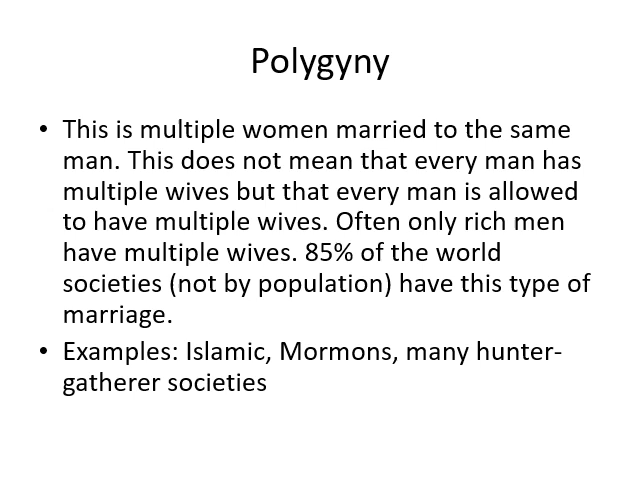 Polygyny
• This is multiple women married to the same
man. This does not mean that every man has
multiple wives but that every man is allowed
to have multiple wives. Often only rich men
have multiple wives. 85% of the world
societies (not by population) have this type of
marriage.
• Examples: Islamic, Mormons, many hunter-
gatherer societies